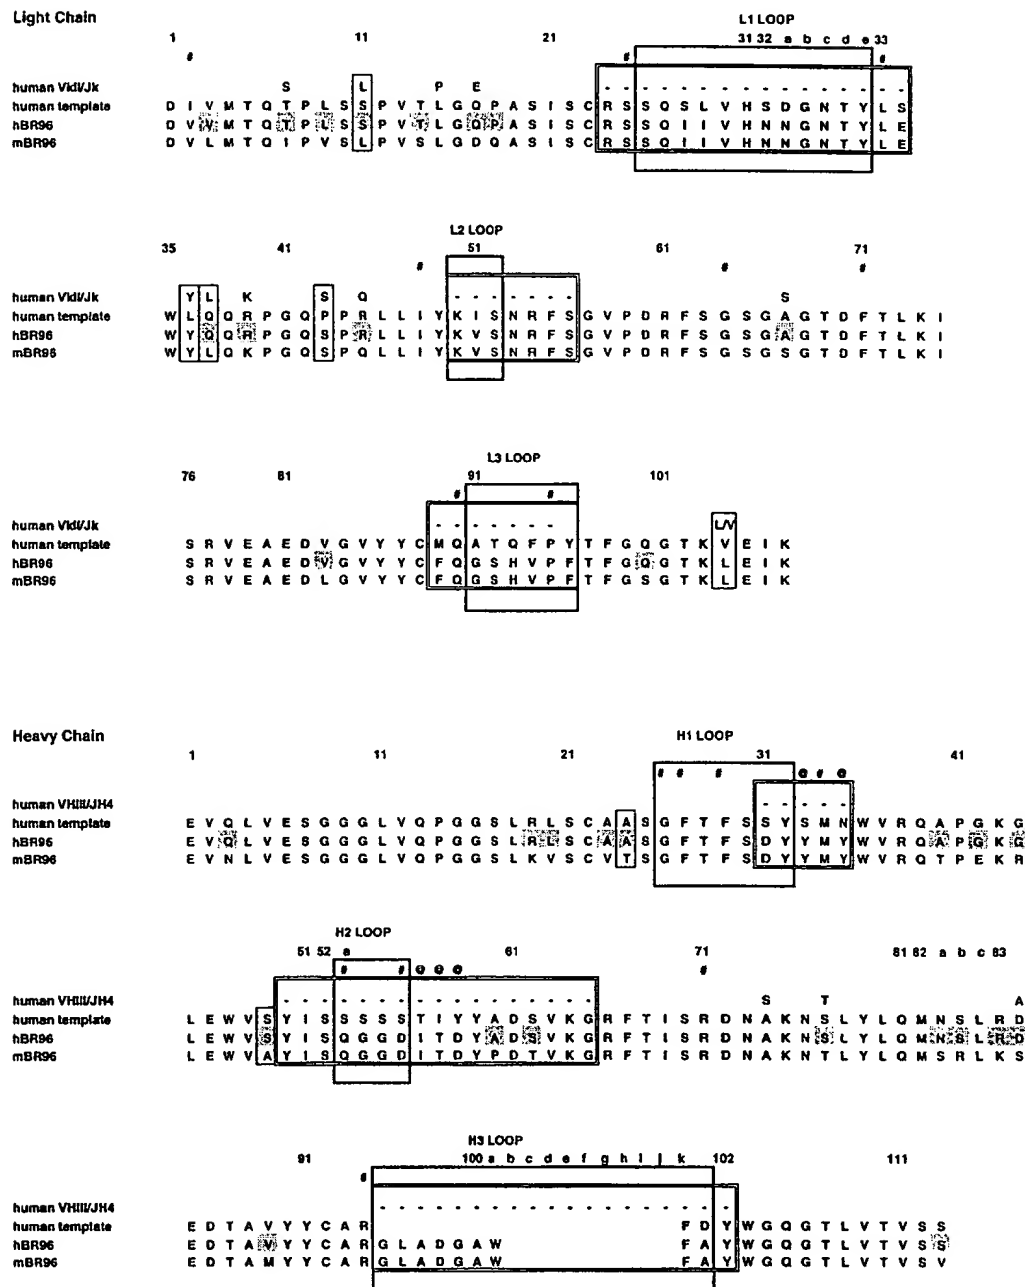 Light Chain
L1 LOOP
1 11 21 31 32 a b c d e 33
# # #
human VkII/Jk S L P E - - - - - - - - - - - - - - - - -
human template D I V M T Q T P L S S P V T L G Q P A S I S C R S S Q S L V H S D G N T Y L S
hBR96 D V V M T Q T P L S S P V T L G Q P A S I S C R S S Q I I V H N N G N T Y L E
mBR96 D V L M T Q I P V S L P V S L G D Q A S I S C R S S Q I I V H N N G N T Y L E
L2 LOOP
35 41 51 61 71
# # #
human VkII/Jk Y L K S Q - - - - - - - S
human template W L Q Q R P G Q P P R L L I Y K I S N R F S G V P D R F S G S G A G T D F T L K I
hBR96 W Y Q Q R P G Q S P R L L I Y K V S N R F S G V P D R F S G S G A G T D F T L K I
mBR96 W Y L Q K P G Q S P Q L L I Y K V S N R F S G V P D R F S G S G S G T D F T L K I
L3 LOOP
76 81 91 101
# #
human VkII/Jk - - - - - - - L/V
human template S R V E A E D V G V Y Y C M Q A T Q F P Y T F G Q G T K V E I K
hBR96 S R V E A E D V G V Y Y C F Q G S H V P F T F G Q G T K L E I K
mBR96 S R V E A E D L G V Y Y C F Q G S H V P F T F G S G T K L E I K
Heavy Chain
H1 LOOP
1 11 21 31 41
# # # @ # @
human VHIII/JH4 - - - - -
human template E V Q L V E S G G G L V Q P G G S L R L S C A A S G F T F S S Y S M N W V R Q A P G K G
hBR96 E V Q L V E S G G G L V Q P G G S L R L S C A A S G F T F S D Y Y M Y W V R Q A P G K G
mBR96 E V N L V E S G G G L V Q P G G S L K V S C V T S G F T F S D Y Y M Y W V R Q T P E K R
H2 LOOP
51 52 a 61 71 81 82 a b c 83
# # @ @ @ #
human VHIII/JH4 - - - - - - - - - - - - - - - - - S T A
human template L E W V S Y I S S S S S T I Y Y A D S V K G R F T I S R D N A K N S L Y L Q M N S L R D
hBR96 L E W V S Y I S Q G G D I T D Y A D S V K G R F T I S R D N A K N S L Y L Q M N S L R D
mBR96 L E W V A Y I S Q G G D I T D Y P D T V K G R F T I S R D N A K N T L Y L Q M S R L K S
H3 LOOP
91 100 a b c d e f g h i j k 102 111
#
human VHIII/JH4 - - - - - - - - - - - - - - - - - - -
human template E D T A V Y Y C A R F D Y W G Q G T L V T V S S
hBR96 E D T A V Y Y C A R G L A D G A W F A Y W G Q G T L V T V S S
mBR96 E D T A M Y Y C A R G L A D G A W F A Y W G Q G T L V T V S V